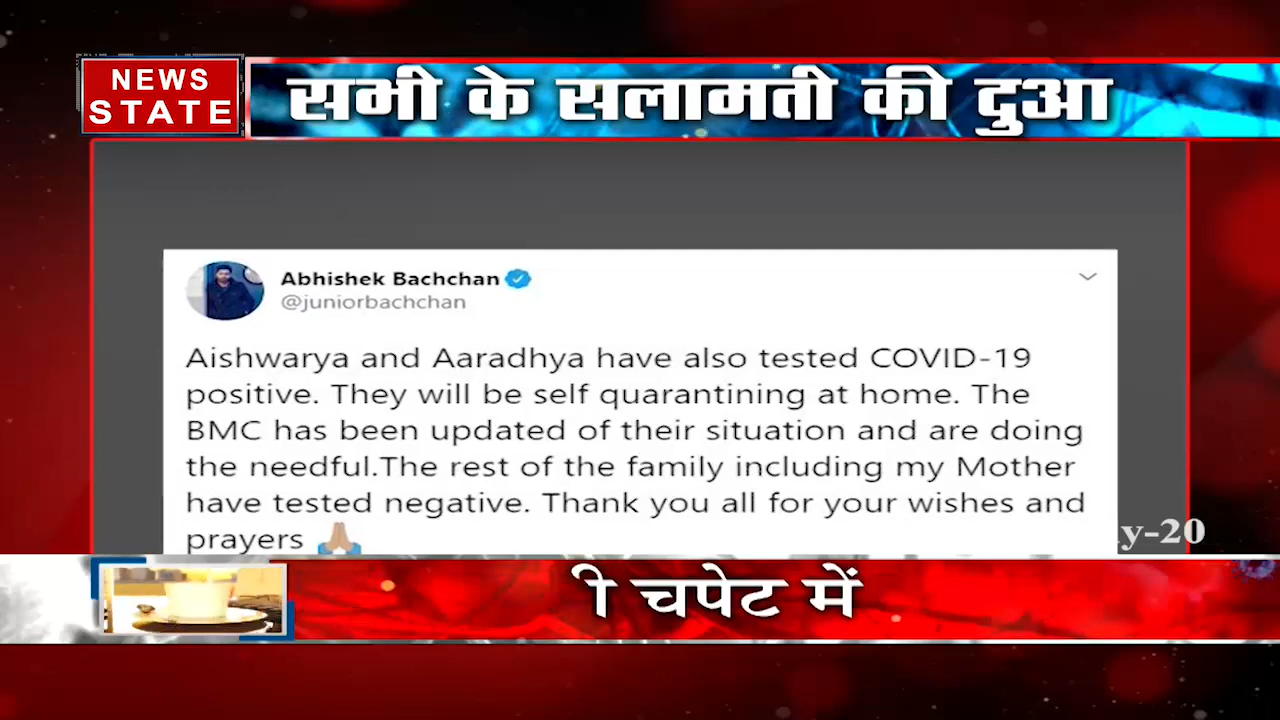 NEWS
STATE
सभी के सलामती की दुआ
Abhishek Bachchan
@juniorbachchan
Aishwarya and Aaradhya have also tested COVID-19
positive. They will be self quarantining at home. The
BMC has been updated of their situation and are doing
the needful.The rest of the family including my Mother
have tested negative. Thank you all for your wishes and
prayers 🙏🏽
y-20
चपेट में